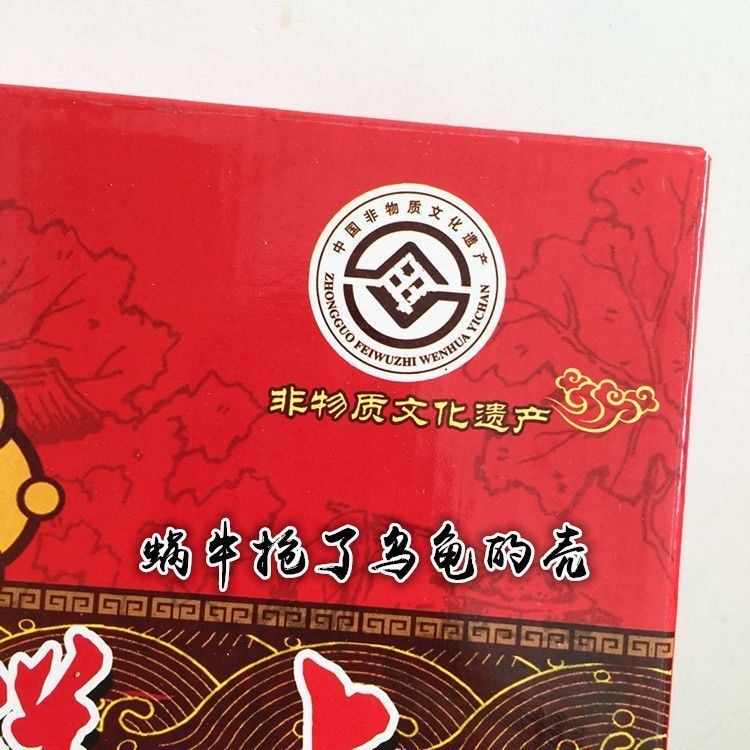 中国非物质文化遗产
ZHONGGUO FEIWUZHI WENHUA YICHAN
非物质文化遗产
蜗牛抢了乌龟的壳